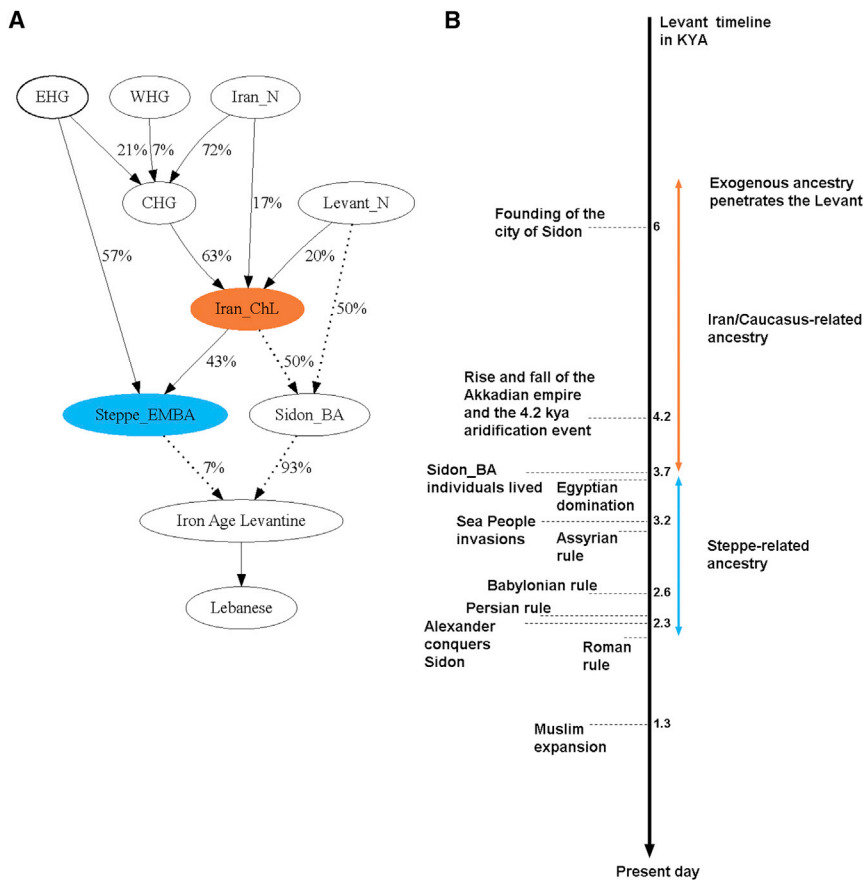 A
EHG
WHG
Iran_N
21%
7%
72%
CHG
Levant_N
17%
57%
63%
20%
Iran_ChL
50%
43%
50%
Steppe_EMBA
Sidon_BA
7%
93%
Iron Age Levantine
Lebanese
B
Levant timeline
in KYA
Exogenous ancestry
penetrates the Levant
Founding of the
city of Sidon
6
Iran/Caucasus-related
ancestry
Rise and fall of the
Akkadian empire
and the 4.2 kya
aridification event
4.2
Sidon_BA
individuals lived
3.7
Egyptian
domination
Sea People
invasions
3.2
Assyrian
rule
Steppe-related
ancestry
Babylonian rule
2.6
Persian rule
Alexander
conquers
Sidon
2.3
Roman
rule
Muslim
expansion
1.3
Present day